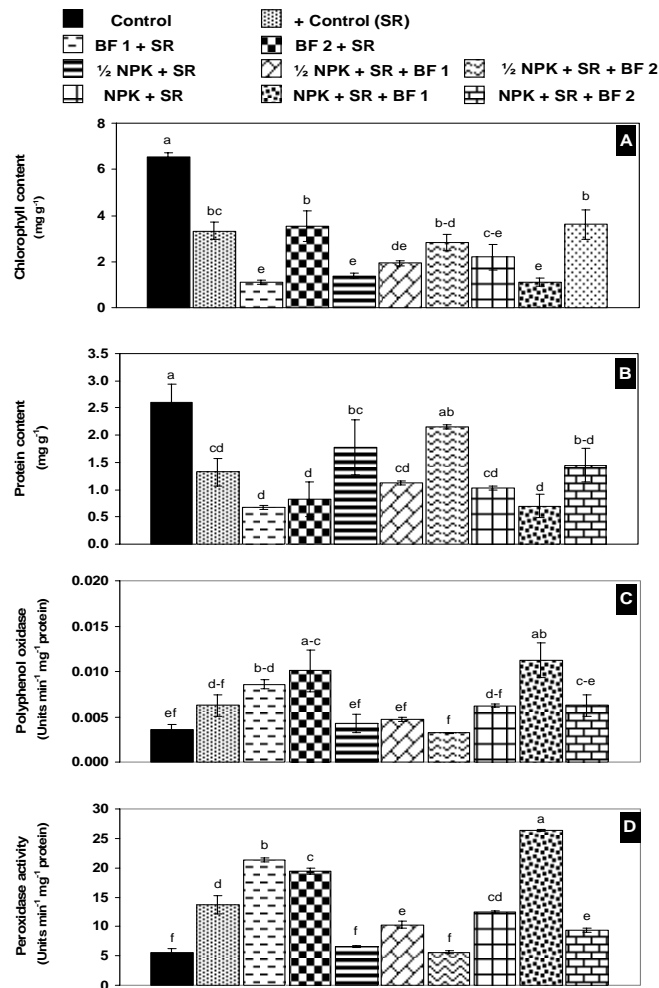 Control + Control (SR)
BF 1 + SR BF 2 + SR
½ NPK + SR ½ NPK + SR + BF 1 ½ NPK + SR + BF 2
NPK + SR NPK + SR + BF 1 NPK + SR + BF 2
A
Chlorophyll content
(mg g⁻¹)
8
6
4
2
0
a bc e b e de b-d c-e e b
B
Protein content
(mg g⁻¹)
3.5
3.0
2.5
2.0
1.5
1.0
0.5
0.0
a cd d d bc cd ab cd d b-d
C
Polyphenol oxidase
(Units min⁻¹ mg⁻¹ protein)
0.020
0.015
0.010
0.005
0.000
ef d-f b-d a-c ef ef f d-f ab c-e
D
Peroxidase activity
(Units min⁻¹ mg⁻¹ protein)
30
25
20
15
10
5
0
f d b c f e f cd a e